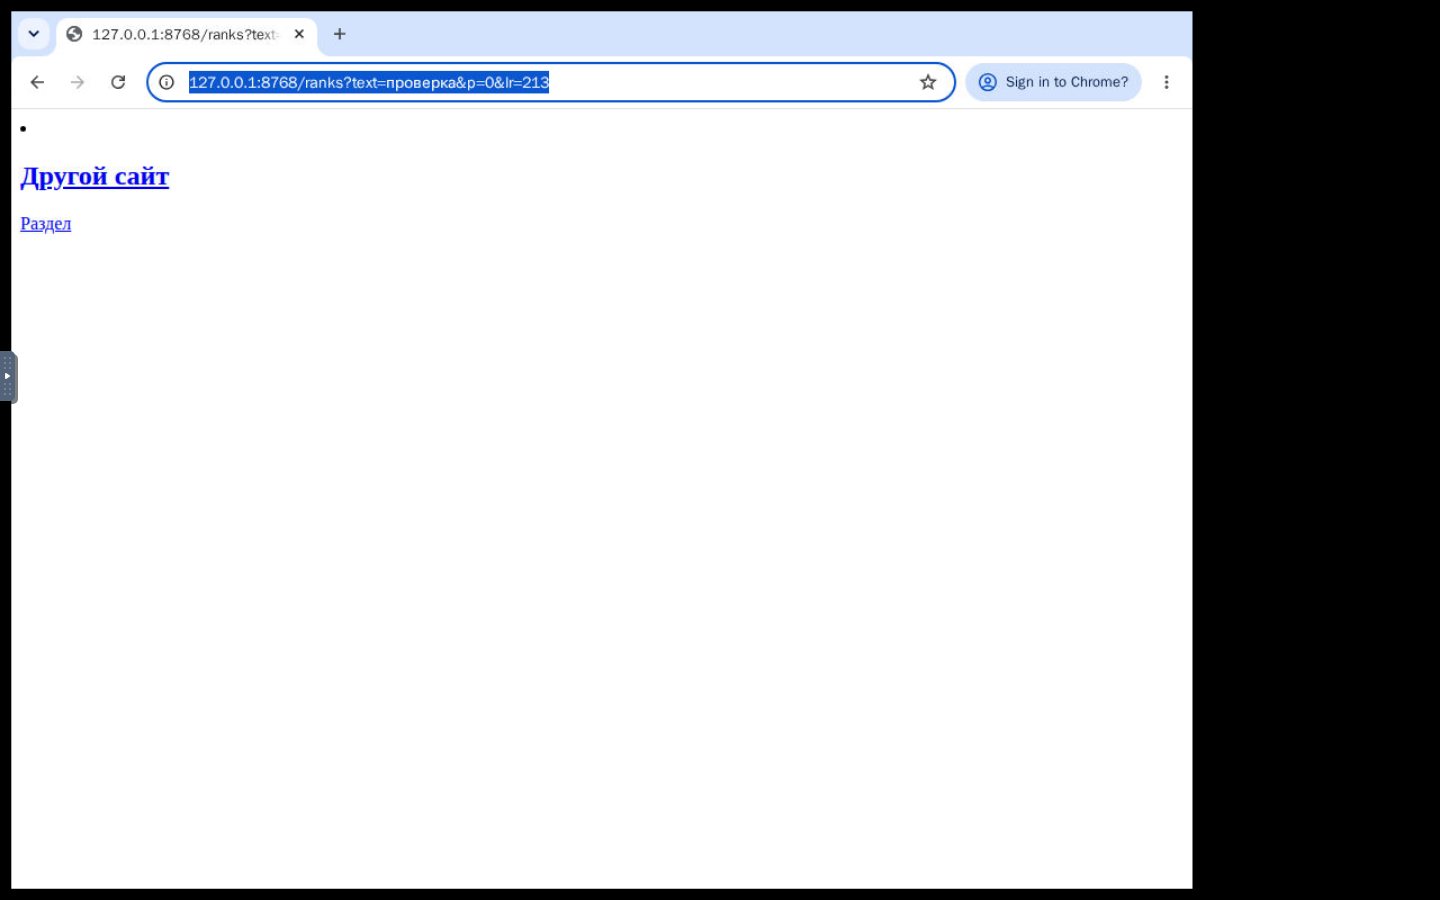 127.0.0.1:8768/ranks?text=
127.0.0.1:8768/ranks?text=проверка&p=0&lr=213
Sign in to Chrome?
Другой сайт
Раздел